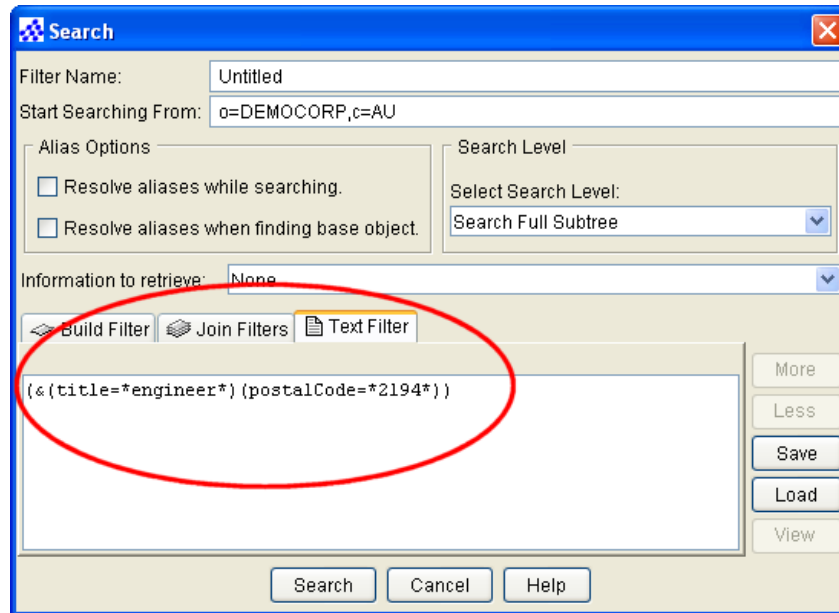 Search
Filter Name: Untitled
Start Searching From: o=DEMOCORP,c=AU
Alias Options
Resolve aliases while searching.
Resolve aliases when finding base object.
Search Level
Select Search Level:
Search Full Subtree
Information to retrieve: None
Build Filter Join Filters Text Filter
(&(title=*engineer*)(postalCode=*2194*))
More
Less
Save
Load
View
Search Cancel Help